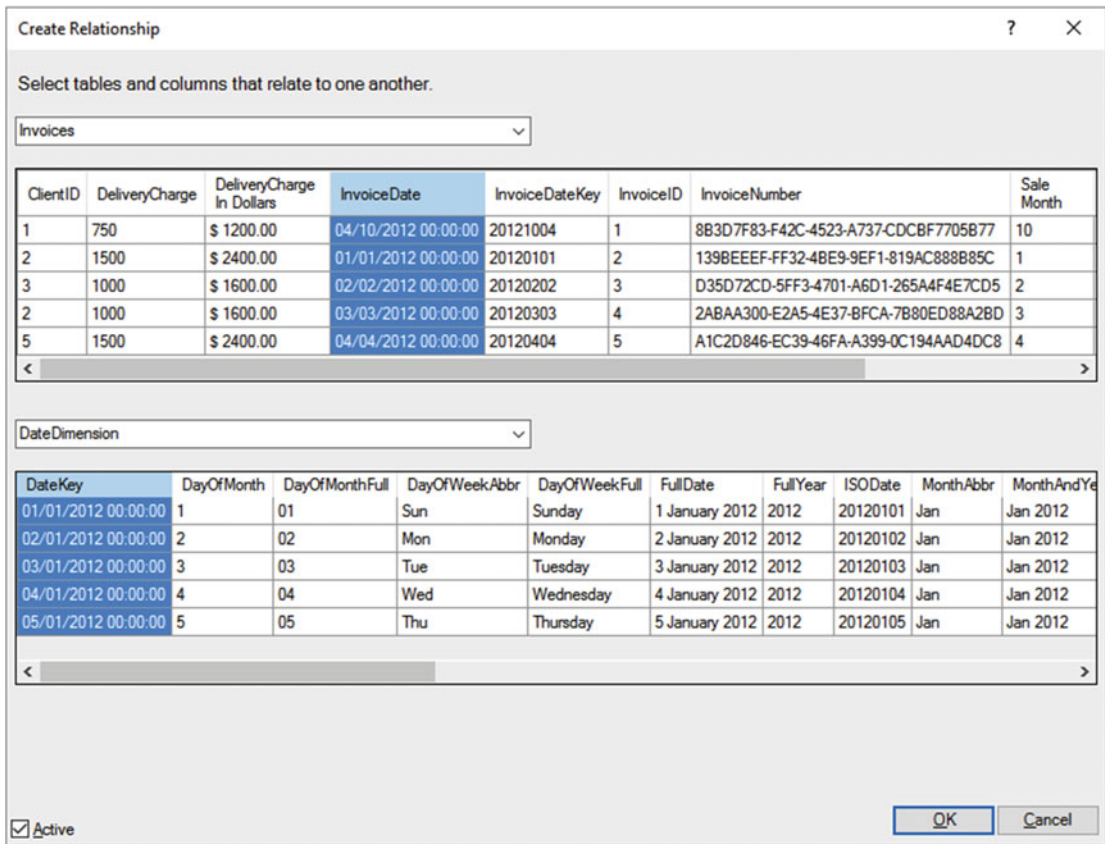 Create Relationship ? ×
Select tables and columns that relate to one another.
Invoices
ClientID DeliveryCharge DeliveryCharge In Dollars InvoiceDate InvoiceDateKey InvoiceID InvoiceNumber Sale Month
1 750 $ 1200.00 04/10/2012 00:00:00 20121004 1 8B3D7F83-F42C-4523-A737-CDCBF7705B77 10
2 1500 $ 2400.00 01/01/2012 00:00:00 20120101 2 139BEEEF-FF32-4BE9-9EF1-819AC888B85C 1
3 1000 $ 1600.00 02/02/2012 00:00:00 20120202 3 D35D72CD-5FF3-4701-A6D1-265A4F4E7CD5 2
2 1000 $ 1600.00 03/03/2012 00:00:00 20120303 4 2ABAA300-E2A5-4E37-BFCA-7B80ED88A2BD 3
5 1500 $ 2400.00 04/04/2012 00:00:00 20120404 5 A1C2D846-EC39-46FA-A399-0C194AAD4DC8 4
DateDimension
DateKey DayOfMonth DayOfMonthFull DayOfWeekAbbr DayOfWeekFull FullDate FullYear ISODate MonthAbbr MonthAndYe
01/01/2012 00:00:00 1 01 Sun Sunday 1 January 2012 2012 20120101 Jan Jan 2012
02/01/2012 00:00:00 2 02 Mon Monday 2 January 2012 2012 20120102 Jan Jan 2012
03/01/2012 00:00:00 3 03 Tue Tuesday 3 January 2012 2012 20120103 Jan Jan 2012
04/01/2012 00:00:00 4 04 Wed Wednesday 4 January 2012 2012 20120104 Jan Jan 2012
05/01/2012 00:00:00 5 05 Thu Thursday 5 January 2012 2012 20120105 Jan Jan 2012
Active OK Cancel